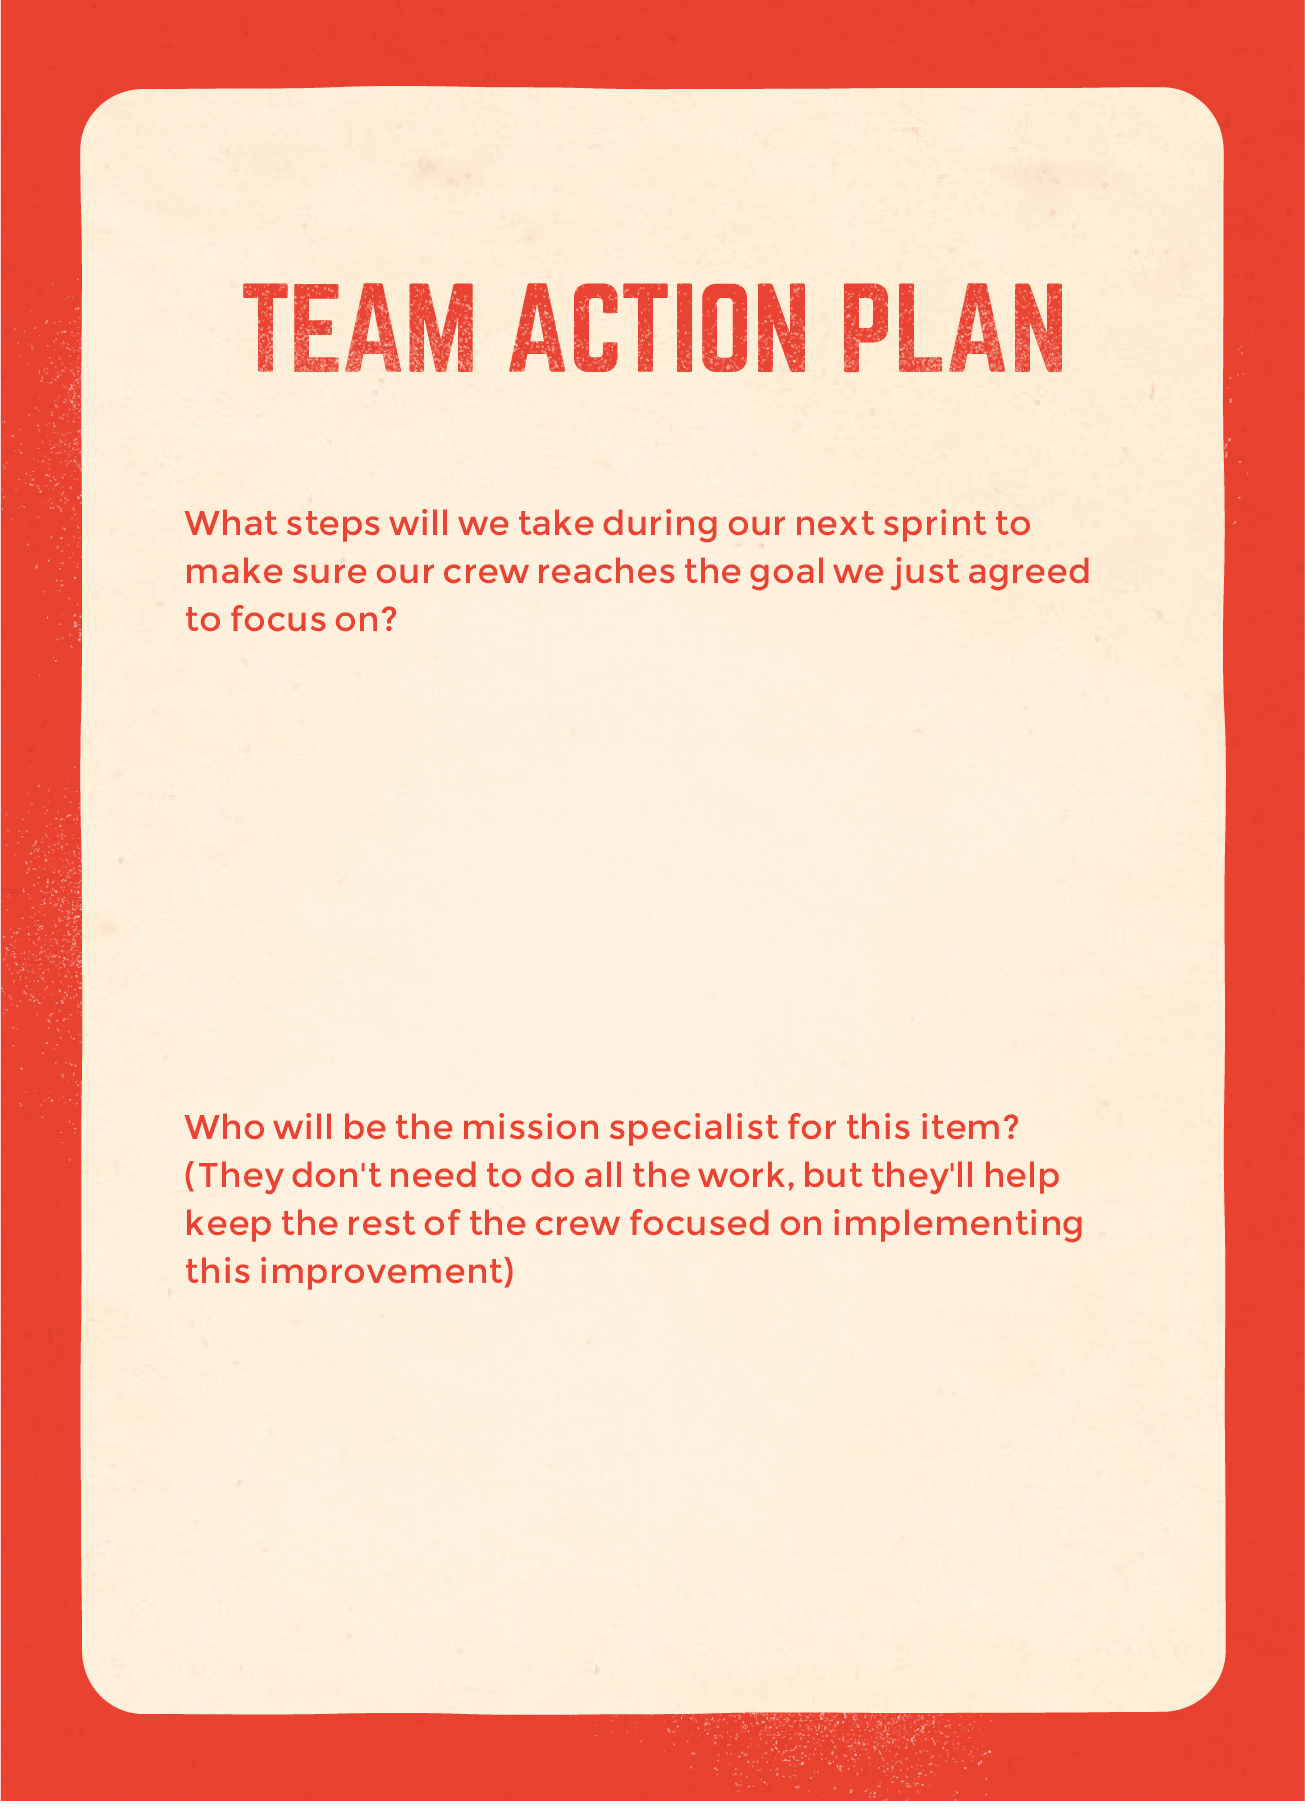 TEAM ACTION PLAN
What steps will we take during our next sprint to
make sure our crew reaches the goal we just agreed
to focus on?
Who will be the mission specialist for this item?
(They don't need to do all the work, but they'll help
keep the rest of the crew focused on implementing
this improvement)